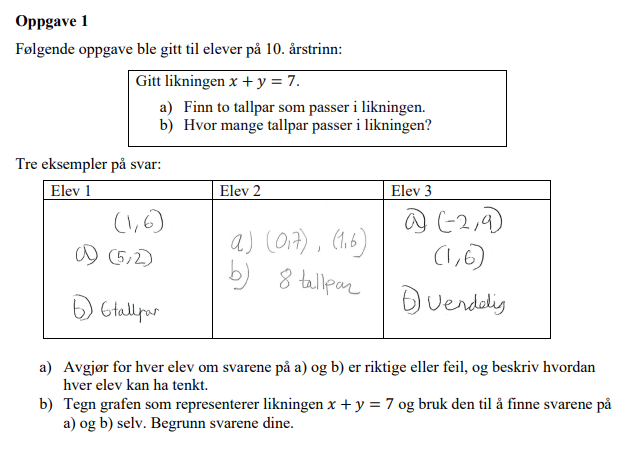 Oppgave 1
Følgende oppgave ble gitt til elever på 10. årstrinn:
Gitt likningen x + y = 7.
a) Finn to tallpar som passer i likningen.
b) Hvor mange tallpar passer i likningen?
Tre eksempler på svar:
Elev 1
(1,6)
a) (5,2)
b) 6 tallpar
Elev 2
a) (0,7), (1,6)
b) 8 tallpar
Elev 3
a) (-2,9)
(1,6)
b) Uendelig
a) Avgjør for hver elev om svarene på a) og b) er riktige eller feil, og beskriv hvordan
hver elev kan ha tenkt.
b) Tegn grafen som representerer likningen x + y = 7 og bruk den til å finne svarene på
a) og b) selv. Begrunn svarene dine.